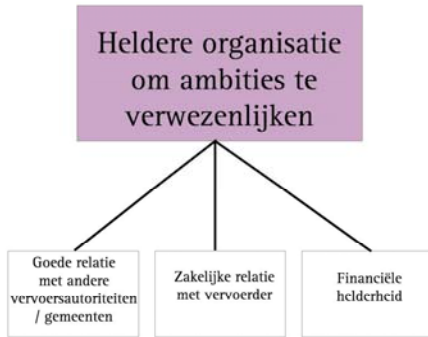 Heldere organisatie
om ambities te
verwezenlijken
Goede relatie
met andere
vervoersautoriteiten
/ gemeenten
Zakelijke relatie
met vervoerder
Financiële
helderheid